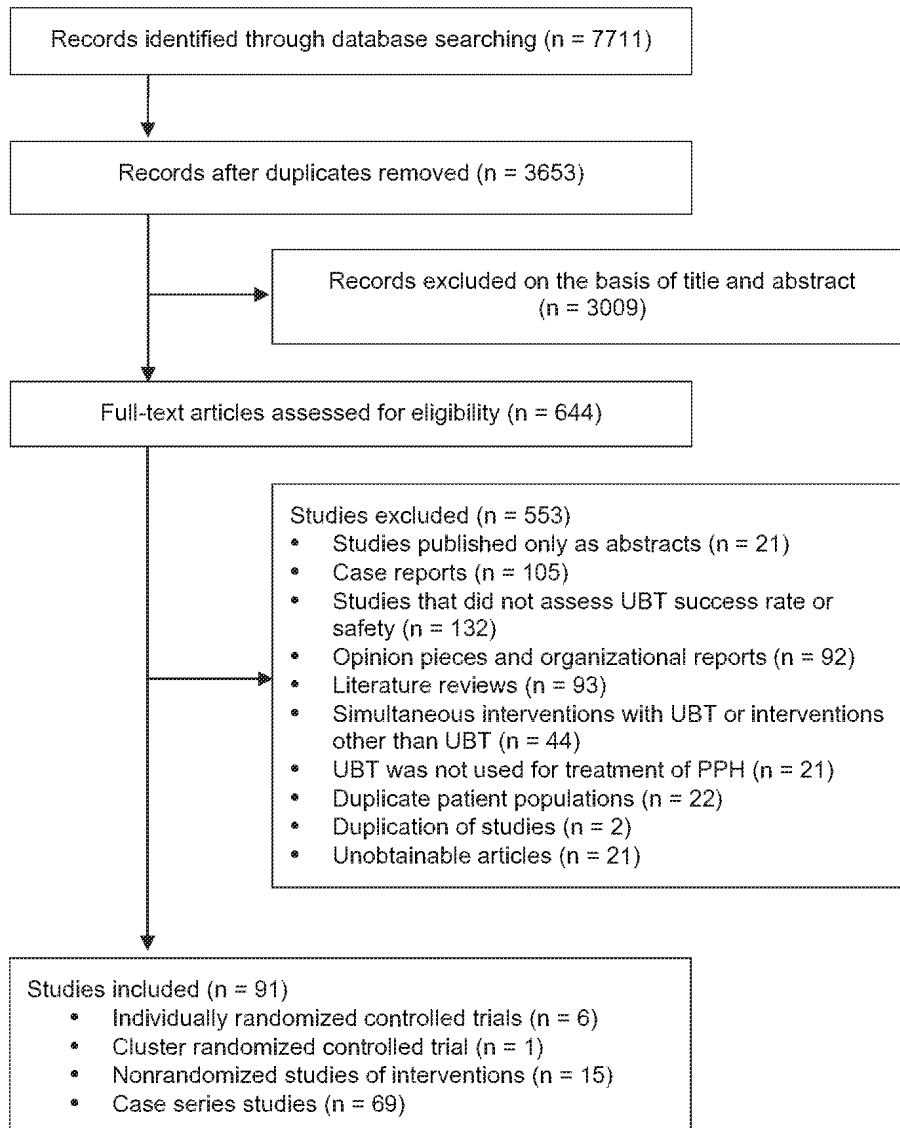 Records identified through database searching (n = 7711)
Records after duplicates removed (n = 3653)
Records excluded on the basis of title and abstract
(n = 3009)
Full-text articles assessed for eligibility (n = 644)
Studies excluded (n = 553)
• Studies published only as abstracts (n = 21)
• Case reports (n = 105)
• Studies that did not assess UBT success rate or
safety (n = 132)
• Opinion pieces and organizational reports (n = 92)
• Literature reviews (n = 93)
• Simultaneous interventions with UBT or interventions
other than UBT (n = 44)
• UBT was not used for treatment of PPH (n = 21)
• Duplicate patient populations (n = 22)
• Duplication of studies (n = 2)
• Unobtainable articles (n = 21)
Studies included (n = 91)
• Individually randomized controlled trials (n = 6)
• Cluster randomized controlled trial (n = 1)
• Nonrandomized studies of interventions (n = 15)
• Case series studies (n = 69)